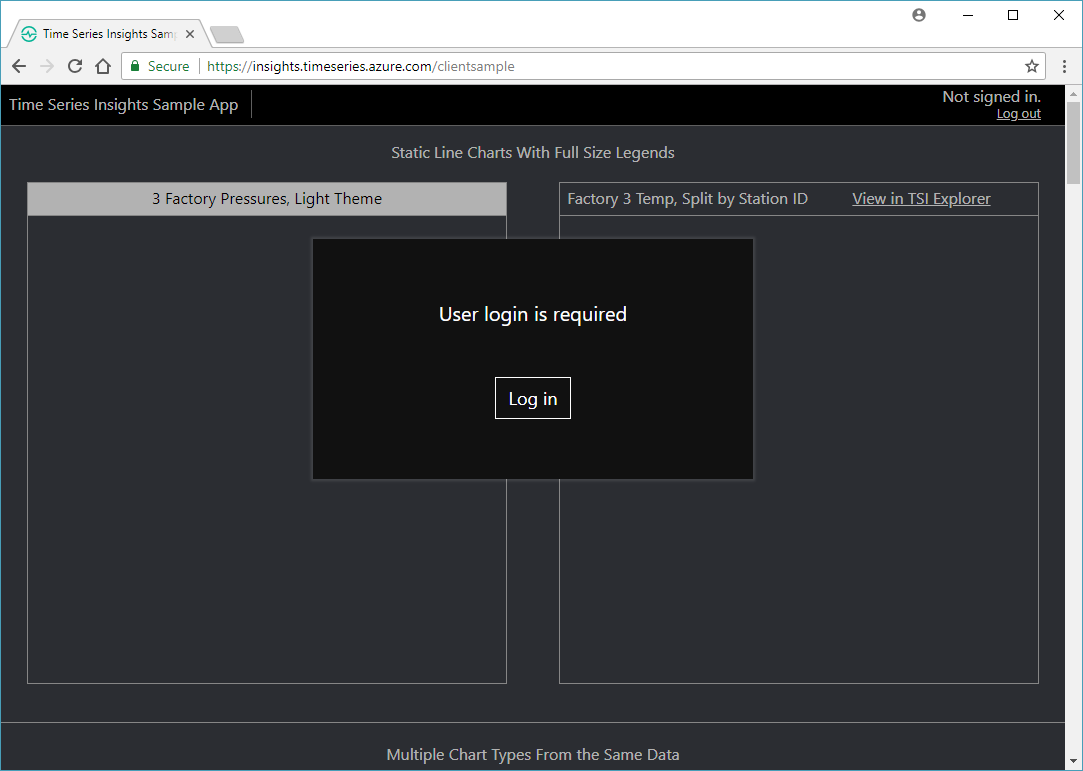 Time Series Insights Sam
Secure https://insights.timeseries.azure.com/clientsample
Time Series Insights Sample App
Not signed in.
Log out
Static Line Charts With Full Size Legends
3 Factory Pressures, Light Theme
Factory 3 Temp, Split by Station ID View in TSI Explorer
User login is required
Log in
Multiple Chart Types From the Same Data